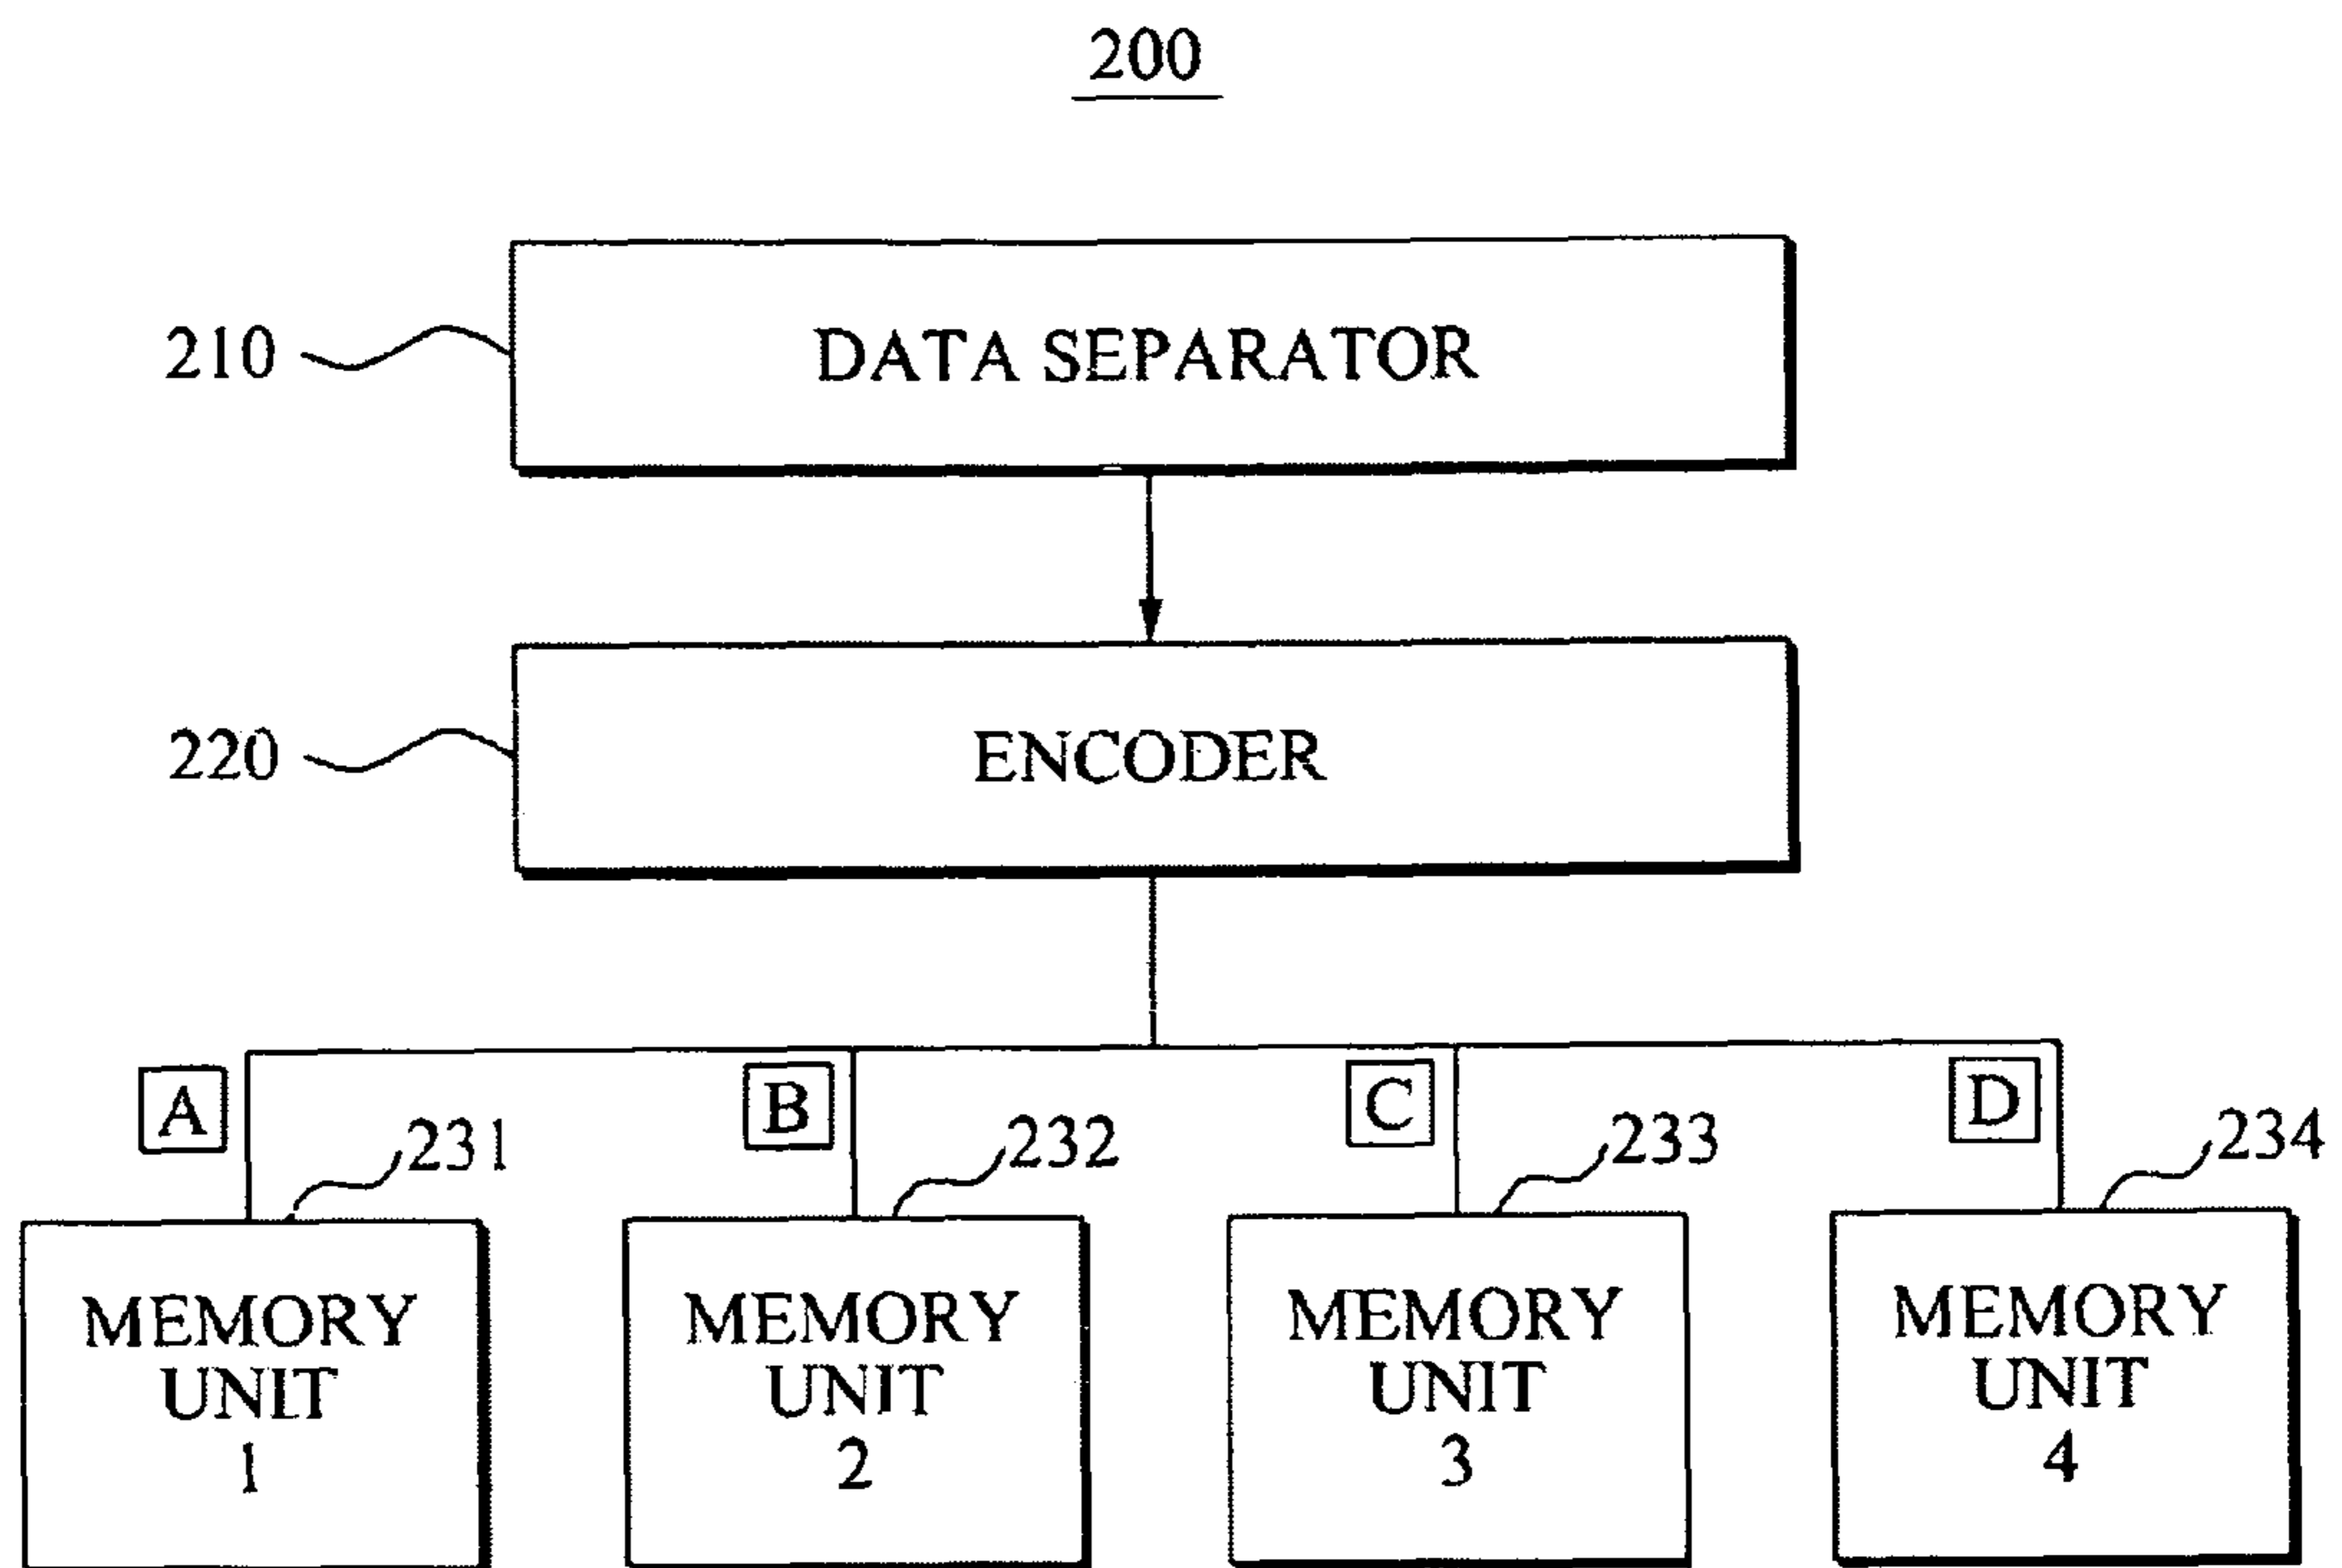 200
210
DATA SEPARATOR
220
ENCODER
A
B
C
D
231
232
233
234
MEMORY
UNIT
1
MEMORY
UNIT
2
MEMORY
UNIT
3
MEMORY
UNIT
4